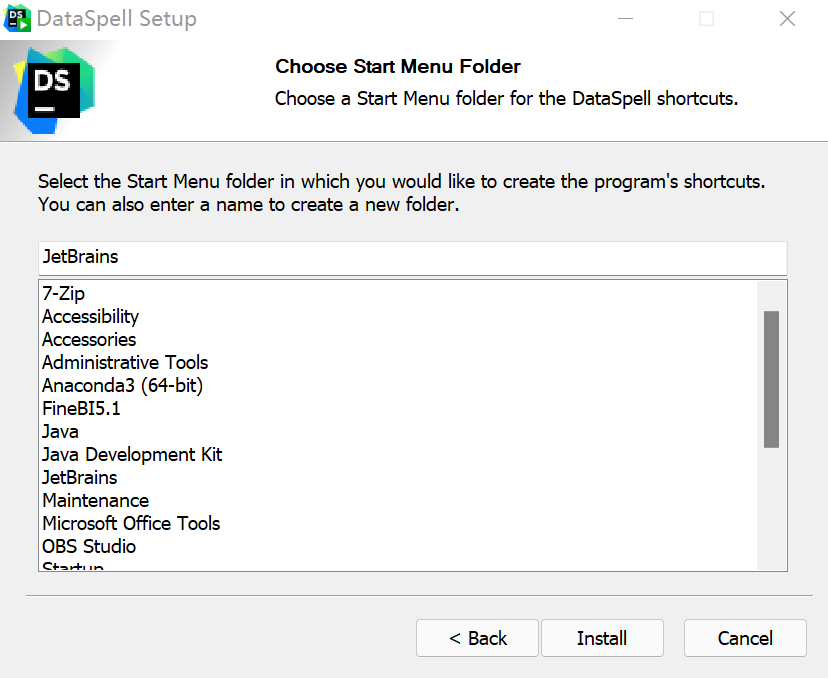 DS
DataSpell Setup
DS
Choose Start Menu Folder
Choose a Start Menu folder for the DataSpell shortcuts.
Select the Start Menu folder in which you would like to create the program's shortcuts.
You can also enter a name to create a new folder.
JetBrains
7-Zip
Accessibility
Accessories
Administrative Tools
Anaconda3 (64-bit)
FineBI5.1
Java
Java Development Kit
JetBrains
Maintenance
Microsoft Office Tools
OBS Studio
Startup
< Back
Install
Cancel